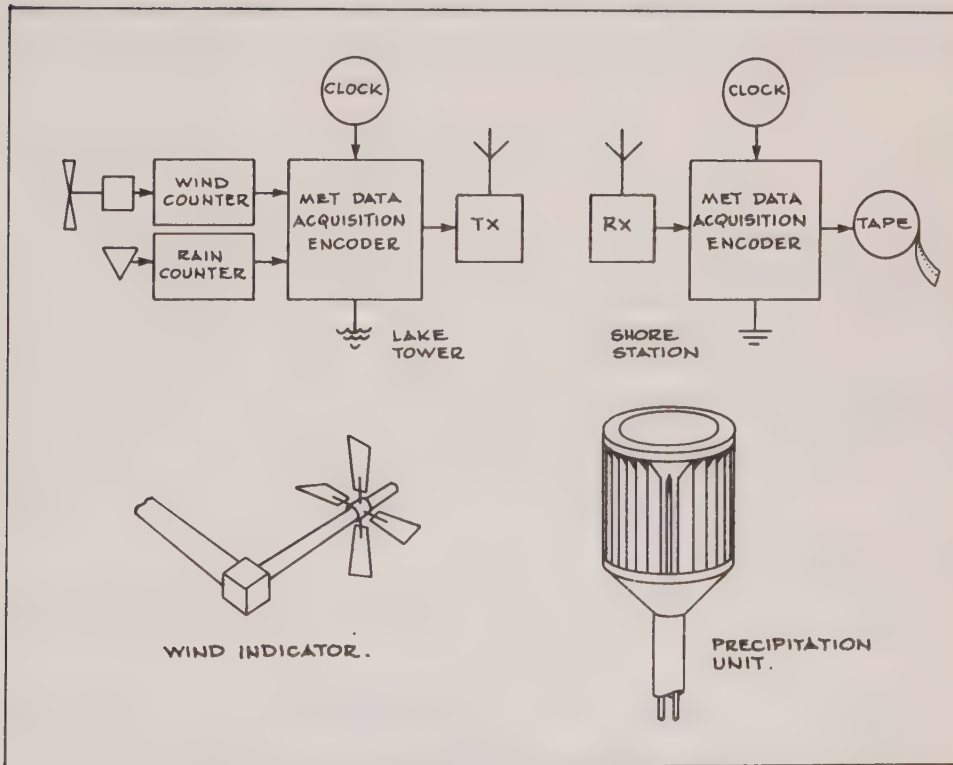 CLOCK
CLOCK
WIND
COUNTER
MET DATA
ACQUISITION
ENCODER
TX
RX
MET DATA
ACQUISITION
ENCODER
TAPE
RAIN
COUNTER
LAKE
TOWER
SHORE
STATION
WIND INDICATOR.
PRECIPITATION
UNIT.